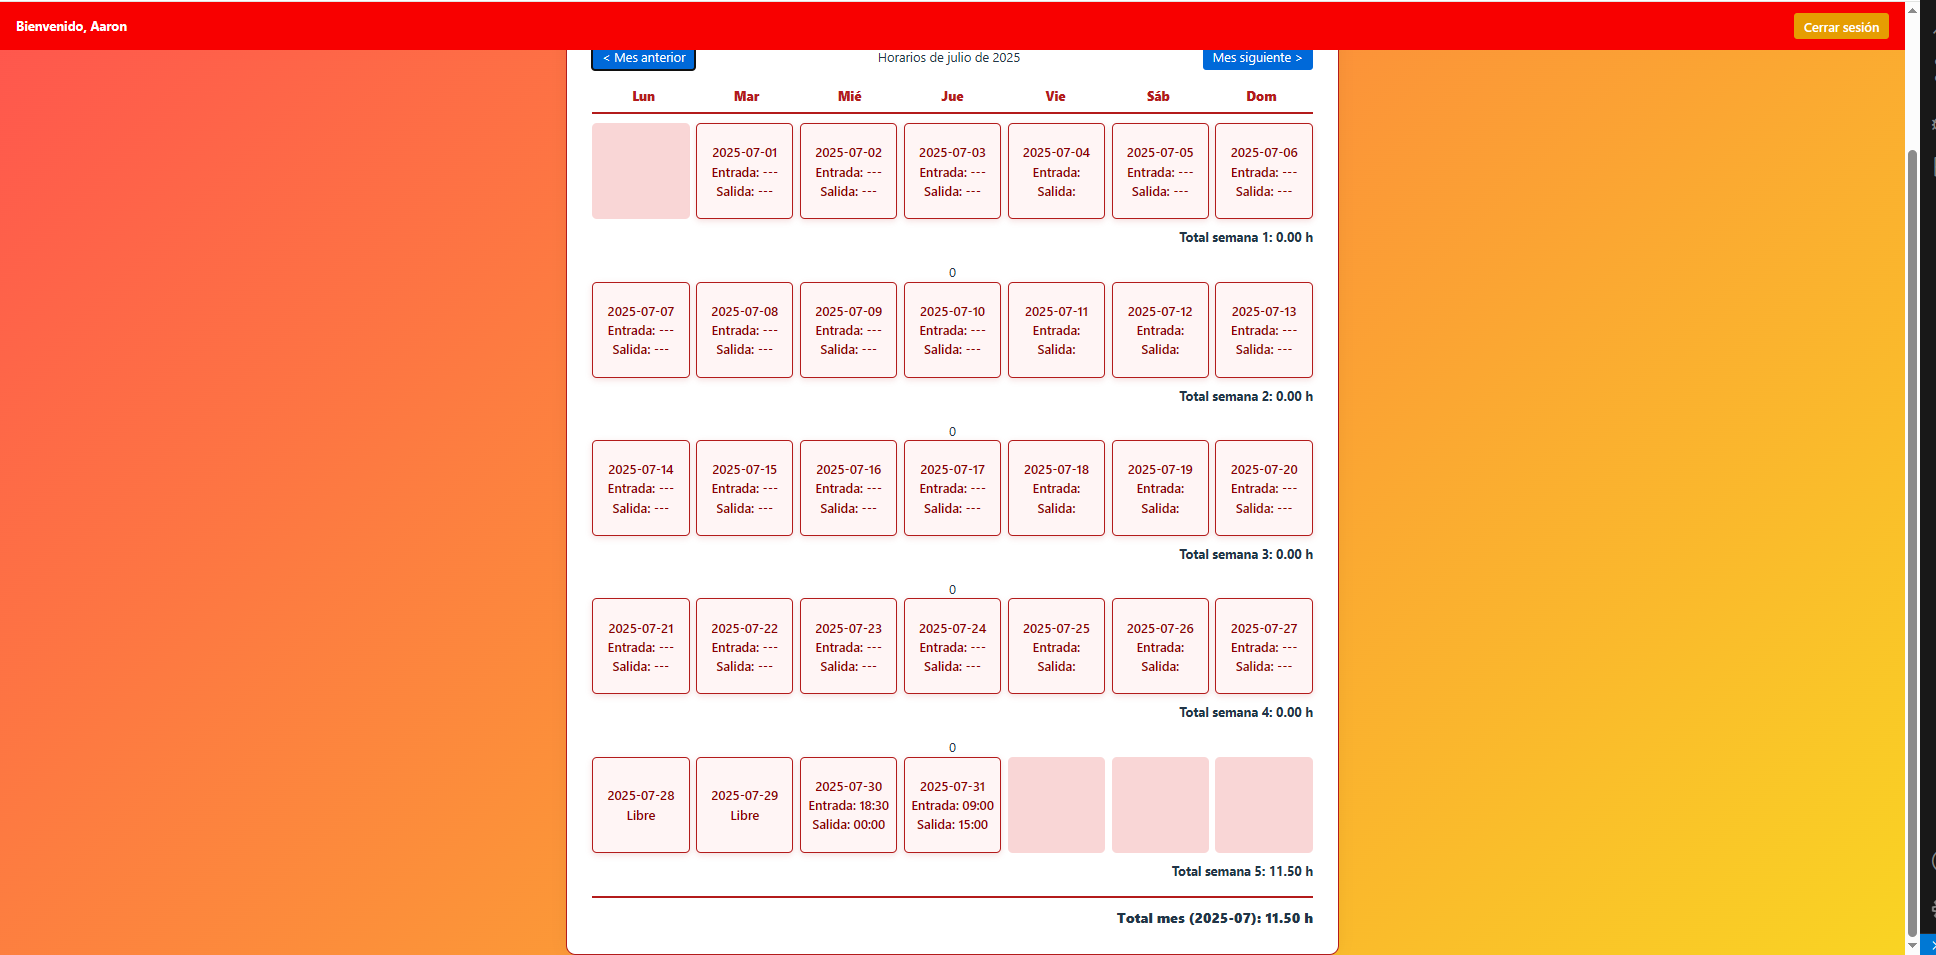 Bienvenido, Aaron
Cerrar sesión
< Mes anterior
Horarios de julio de 2025
Mes siguiente >
Lun Mar Mié Jue Vie Sáb Dom
2025-07-01 2025-07-02 2025-07-03 2025-07-04 2025-07-05 2025-07-06
Entrada: --- Entrada: --- Entrada: --- Entrada: Entrada: --- Entrada: ---
Salida: --- Salida: --- Salida: --- Salida: Salida: --- Salida: ---
Total semana 1: 0.00 h
0
2025-07-07 2025-07-08 2025-07-09 2025-07-10 2025-07-11 2025-07-12 2025-07-13
Entrada: --- Entrada: --- Entrada: --- Entrada: --- Entrada: Entrada: Entrada: ---
Salida: --- Salida: --- Salida: --- Salida: --- Salida: Salida: Salida: ---
Total semana 2: 0.00 h
0
2025-07-14 2025-07-15 2025-07-16 2025-07-17 2025-07-18 2025-07-19 2025-07-20
Entrada: --- Entrada: --- Entrada: --- Entrada: --- Entrada: Entrada: Entrada: ---
Salida: --- Salida: --- Salida: --- Salida: --- Salida: Salida: Salida: ---
Total semana 3: 0.00 h
0
2025-07-21 2025-07-22 2025-07-23 2025-07-24 2025-07-25 2025-07-26 2025-07-27
Entrada: --- Entrada: --- Entrada: --- Entrada: --- Entrada: Entrada: Entrada: ---
Salida: --- Salida: --- Salida: --- Salida: --- Salida: Salida: Salida: ---
Total semana 4: 0.00 h
0
2025-07-28 2025-07-29 2025-07-30 2025-07-31
Libre Libre Entrada: 18:30 Entrada: 09:00
Salida: 00:00 Salida: 15:00
Total semana 5: 11.50 h
Total mes (2025-07): 11.50 h